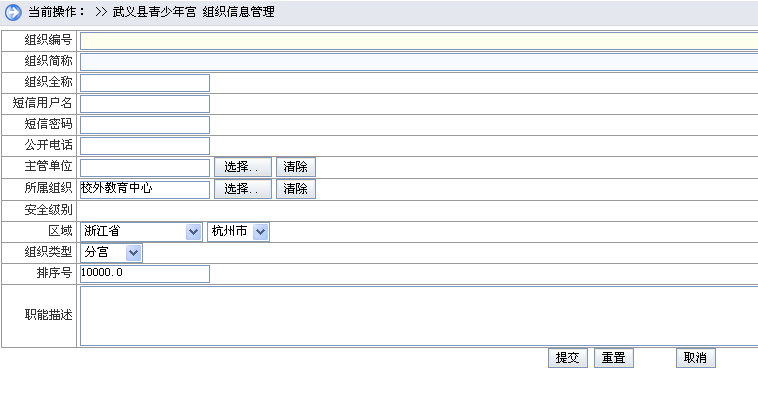 当前操作： >> 武义县青少年宫 组织信息管理
组织编号
组织简称
组织全称
短信用户名
短信密码
公开电话
主管单位 选择.. 清除
所属组织 校外教育中心 选择.. 清除
安全级别
区域 浙江省 杭州市
组织类型 分宫
排序号 10000.0
职能描述
提交 重置 取消